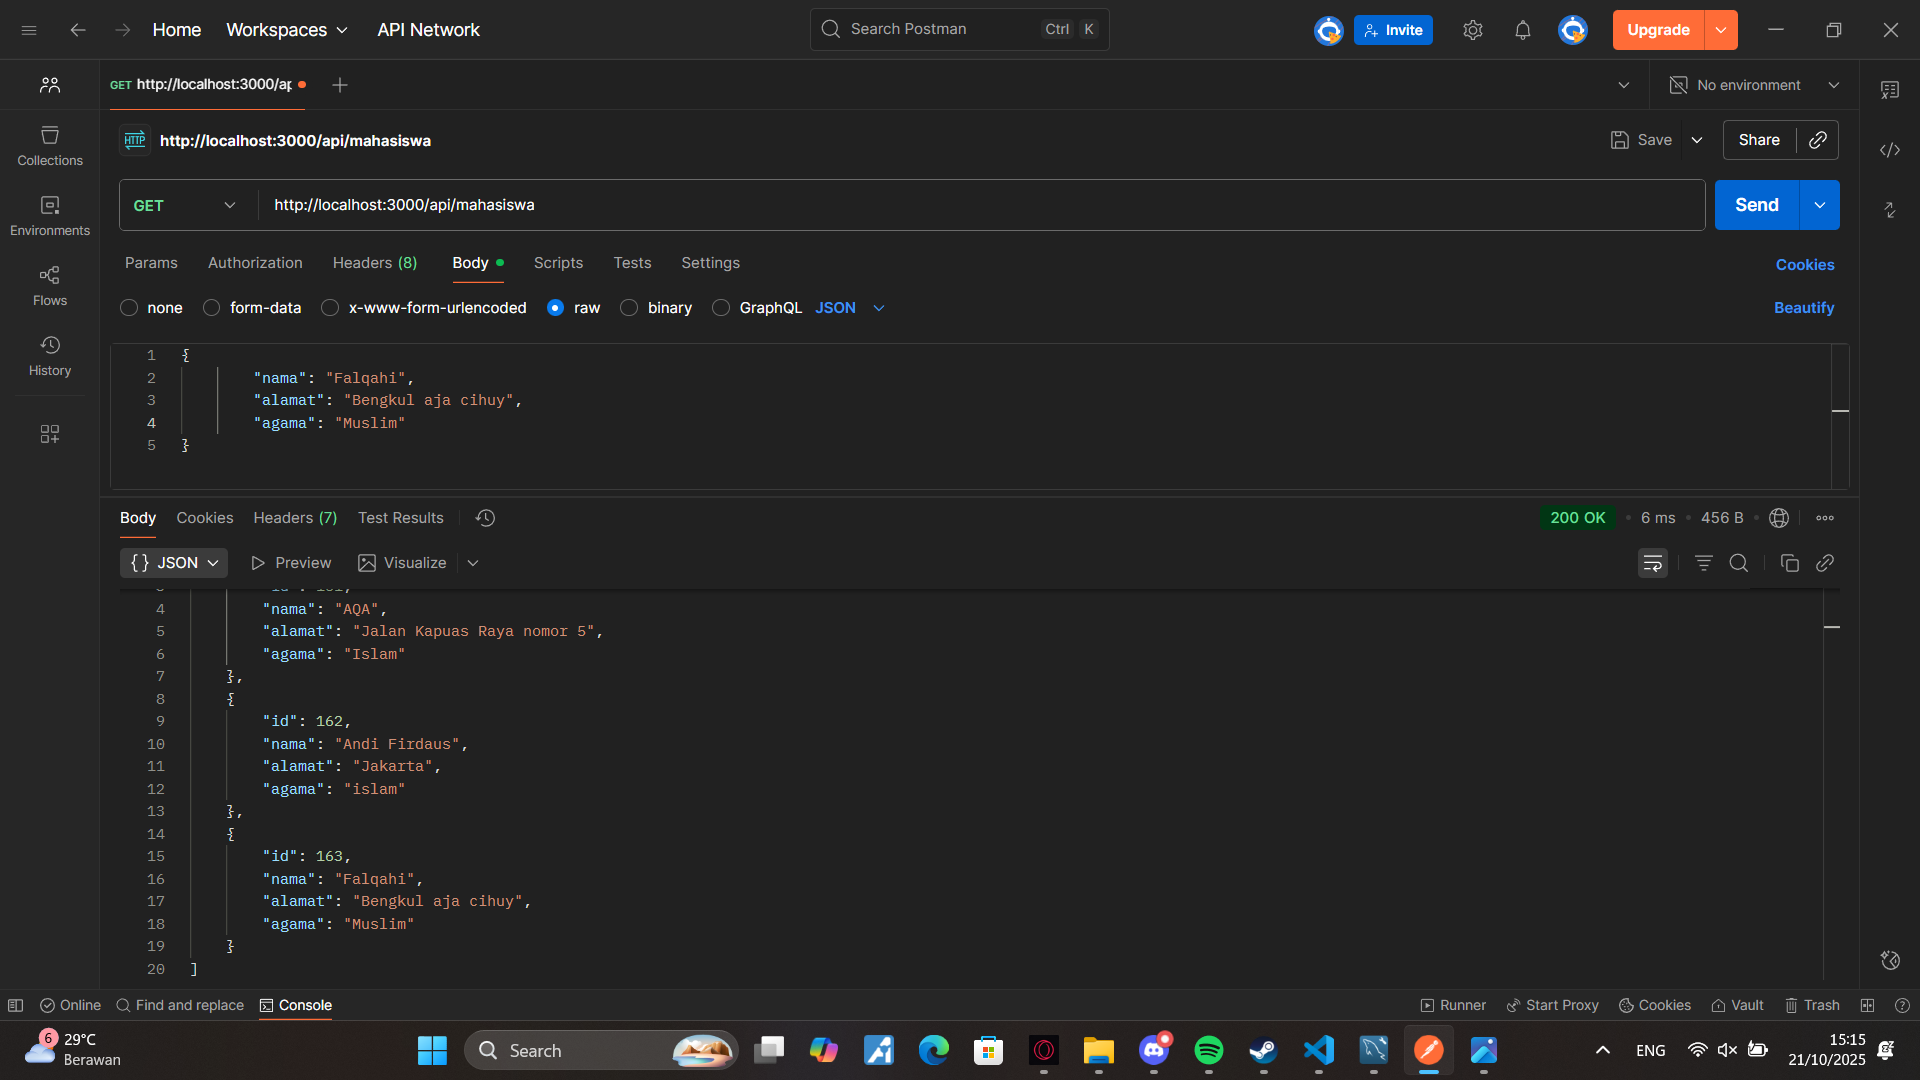 Home Workspaces API Network Search Postman Ctrl K Invite Upgrade
GET http://localhost:3000/ap No environment
HTTP http://localhost:3000/api/mahasiswa Save Share
Collections
GET http://localhost:3000/api/mahasiswa Send
Environments
Params Authorization Headers (8) Body Scripts Tests Settings Cookies
Flows
none form-data x-www-form-urlencoded raw binary GraphQL JSON Beautify
History
1 {
2 "nama": "Falqahi",
3 "alamat": "Bengkul aja cihuy",
4 "agama": "Muslim"
5 }
Body Cookies Headers (7) Test Results 200 OK 6 ms 456 B
{} JSON Preview Visualize
4 "nama": "AQA",
5 "alamat": "Jalan Kapuas Raya nomor 5",
6 "agama": "Islam"
7 },
8 {
9 "id": 162,
10 "nama": "Andi Firdaus",
11 "alamat": "Jakarta",
12 "agama": "islam"
13 },
14 {
15 "id": 163,
16 "nama": "Falqahi",
17 "alamat": "Bengkul aja cihuy",
18 "agama": "Muslim"
19 }
20 ]
Online Find and replace Console Runner Start Proxy Cookies Vault Trash
6 29°C
Berawan
Search
ENG
15:15
21/10/2025